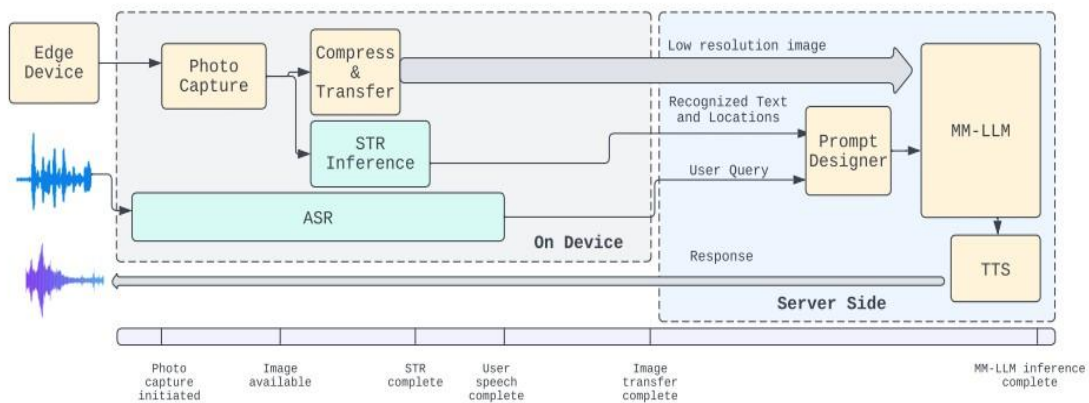 Edge
Device
Photo
Capture
Compress
&
Transfer
STR
Inference
ASR
On Device
Low resolution image
Recognized Text
and Locations
User Query
Prompt
Designer
MM-LLM
TTS
Response
Server Side
Photo
capture
initiated
Image
available
STR
complete
User
speech
complete
Image
transfer
complete
MM-LLM inference
complete